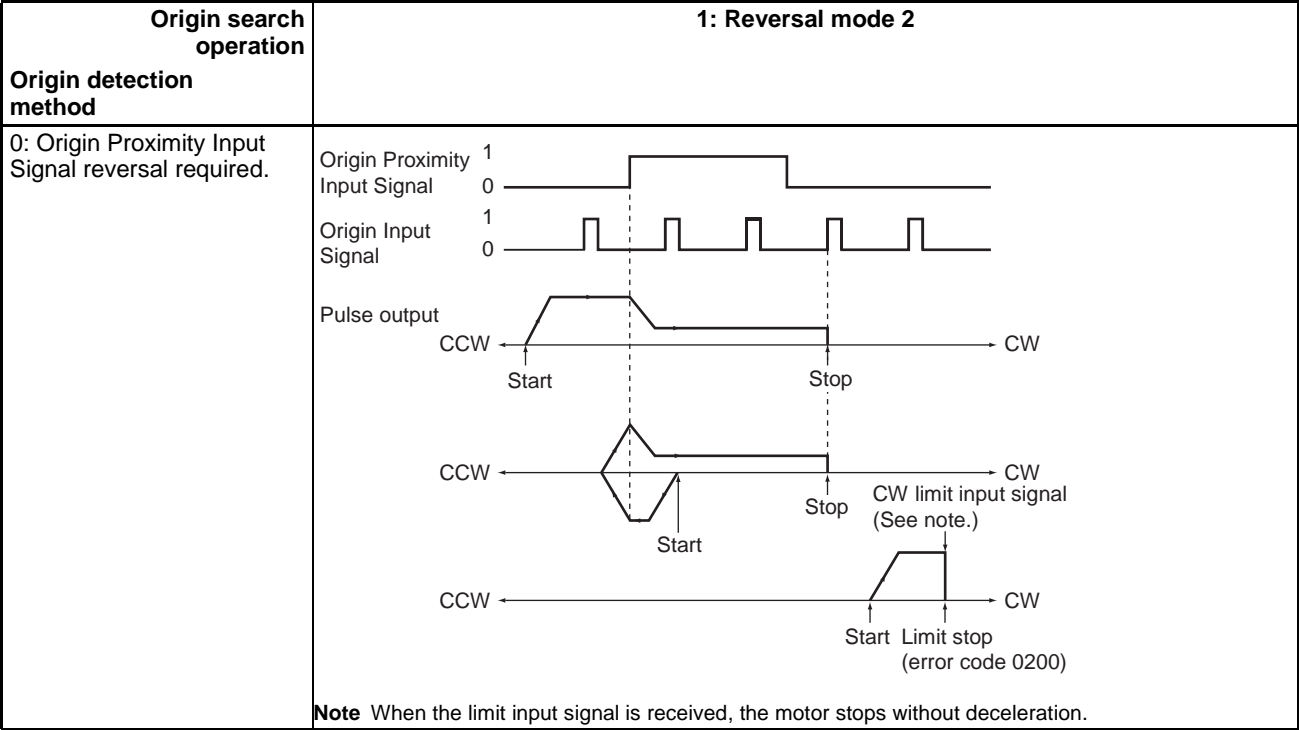 Origin search
operation
1: Reversal mode 2
Origin detection
method
0: Origin Proximity Input
Signal reversal required.
Origin Proximity
Input Signal
1
0
Origin Input
Signal
1
0
Pulse output
CCW
CW
Start
Stop
CCW
CW
Stop
CW limit input signal
(See note.)
Start
CCW
CW
Start
Limit stop
(error code 0200)
Note When the limit input signal is received, the motor stops without deceleration.